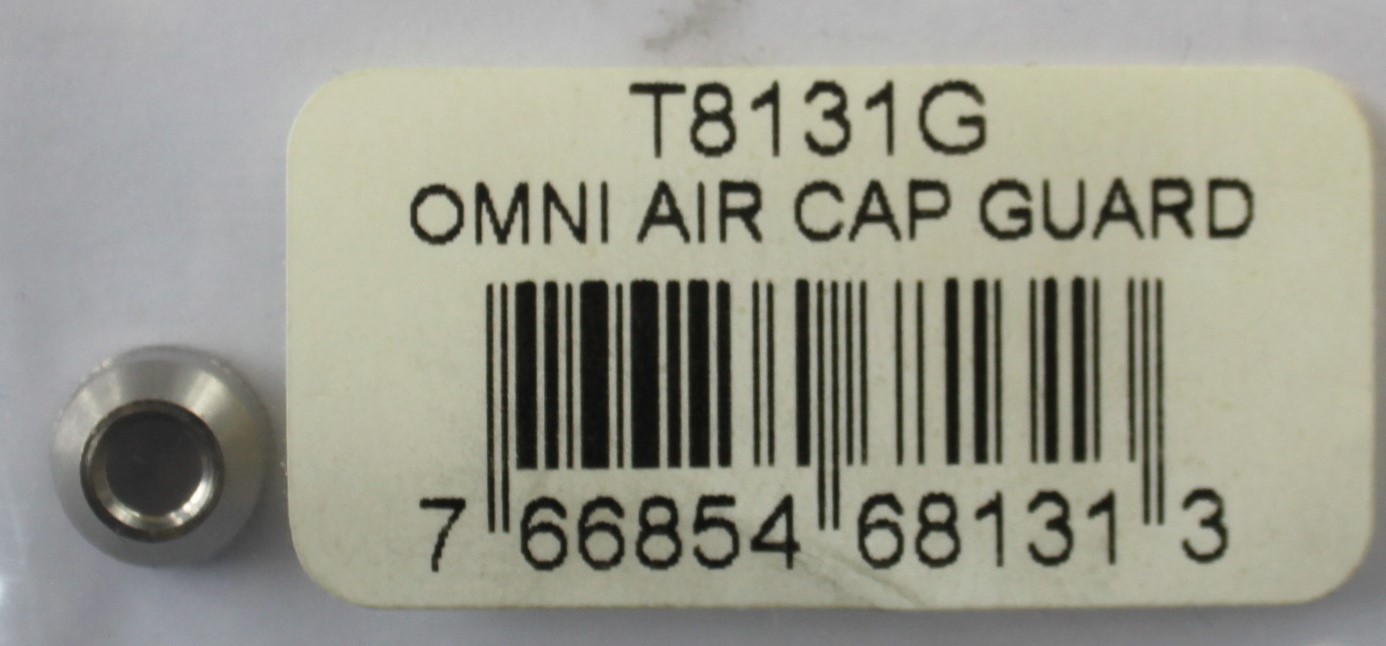 T8131G
OMNI AIR CAP GUARD
7 66854 68131 3